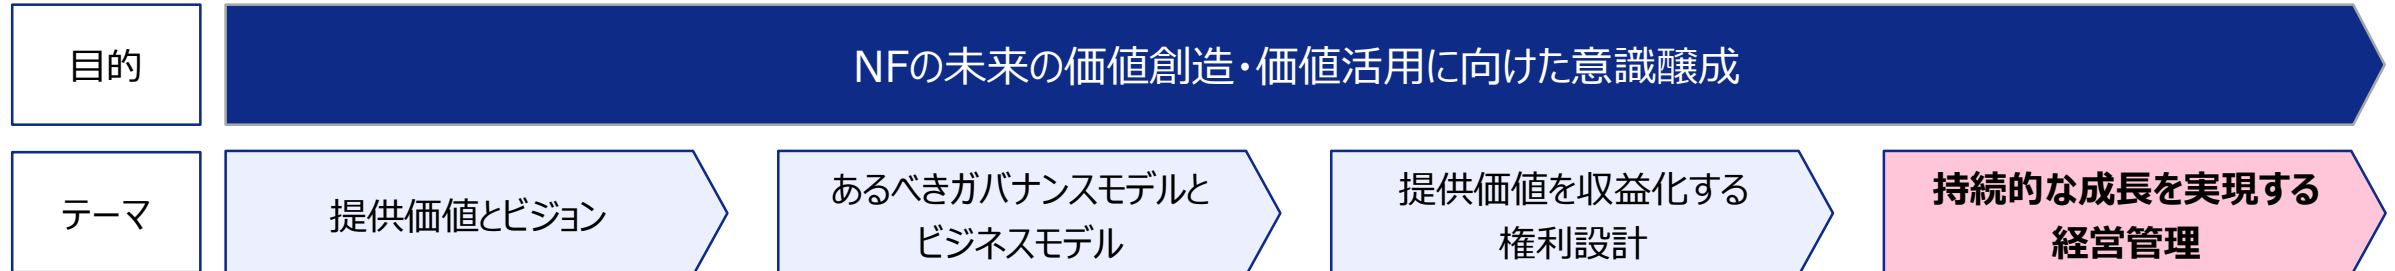 目的
NFの未来の価値創造・価値活用に向けた意識醸成
テーマ
提供価値とビジョン
あるべきガバナンスモデルと
ビジネスモデル
提供価値を収益化する
権利設計
持続的な成長を実現する
経営管理